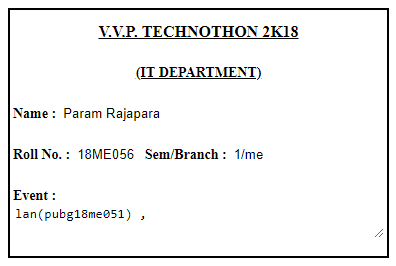 V.V.P. TECHNOTHON 2K18
(IT DEPARTMENT)
Name : Param Rajapara
Roll No. : 18ME056 Sem/Branch : 1/me
Event :
lan(pubg18me051) ,